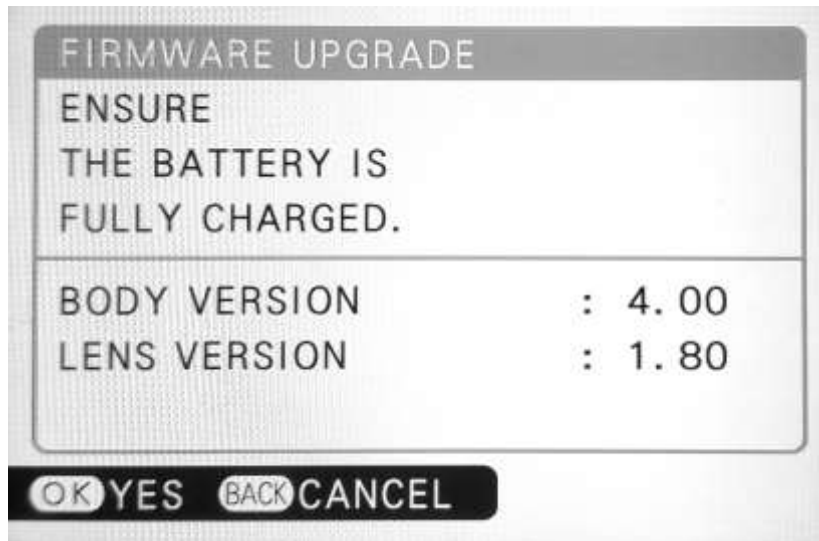 FIRMWARE UPGRADE
ENSURE
THE BATTERY IS
FULLY CHARGED.
BODY VERSION : 4.00
LENS VERSION : 1.80
OK YES BACK CANCEL